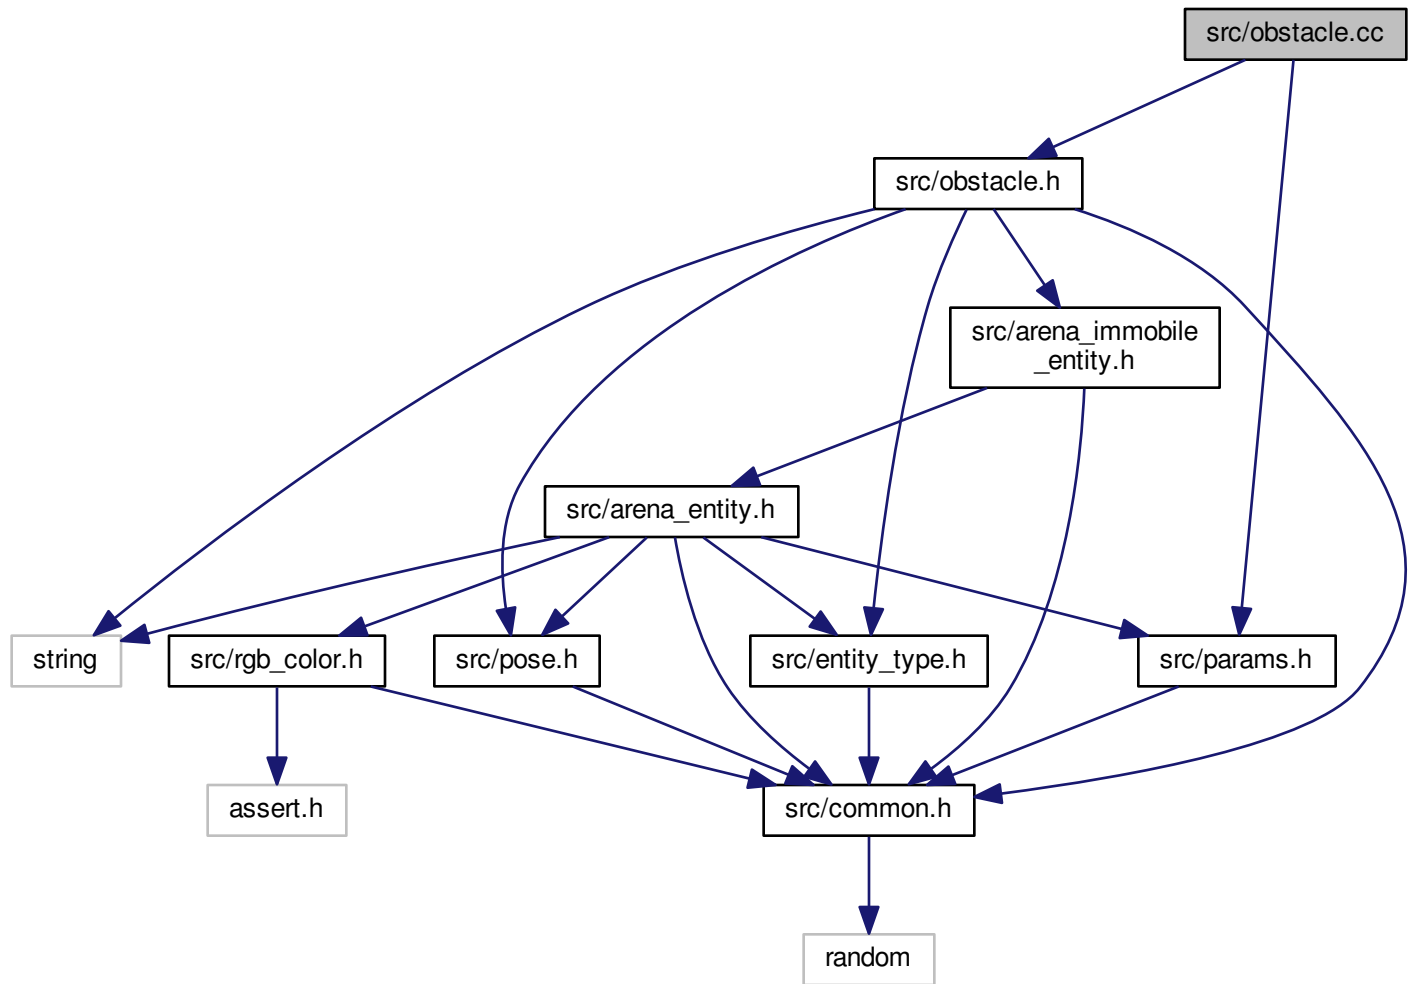 src/obstacle.cc
src/obstacle.h
src/arena_immobile
_entity.h
src/arena_entity.h
string
src/rgb_color.h
src/pose.h
src/entity_type.h
src/params.h
assert.h
src/common.h
random